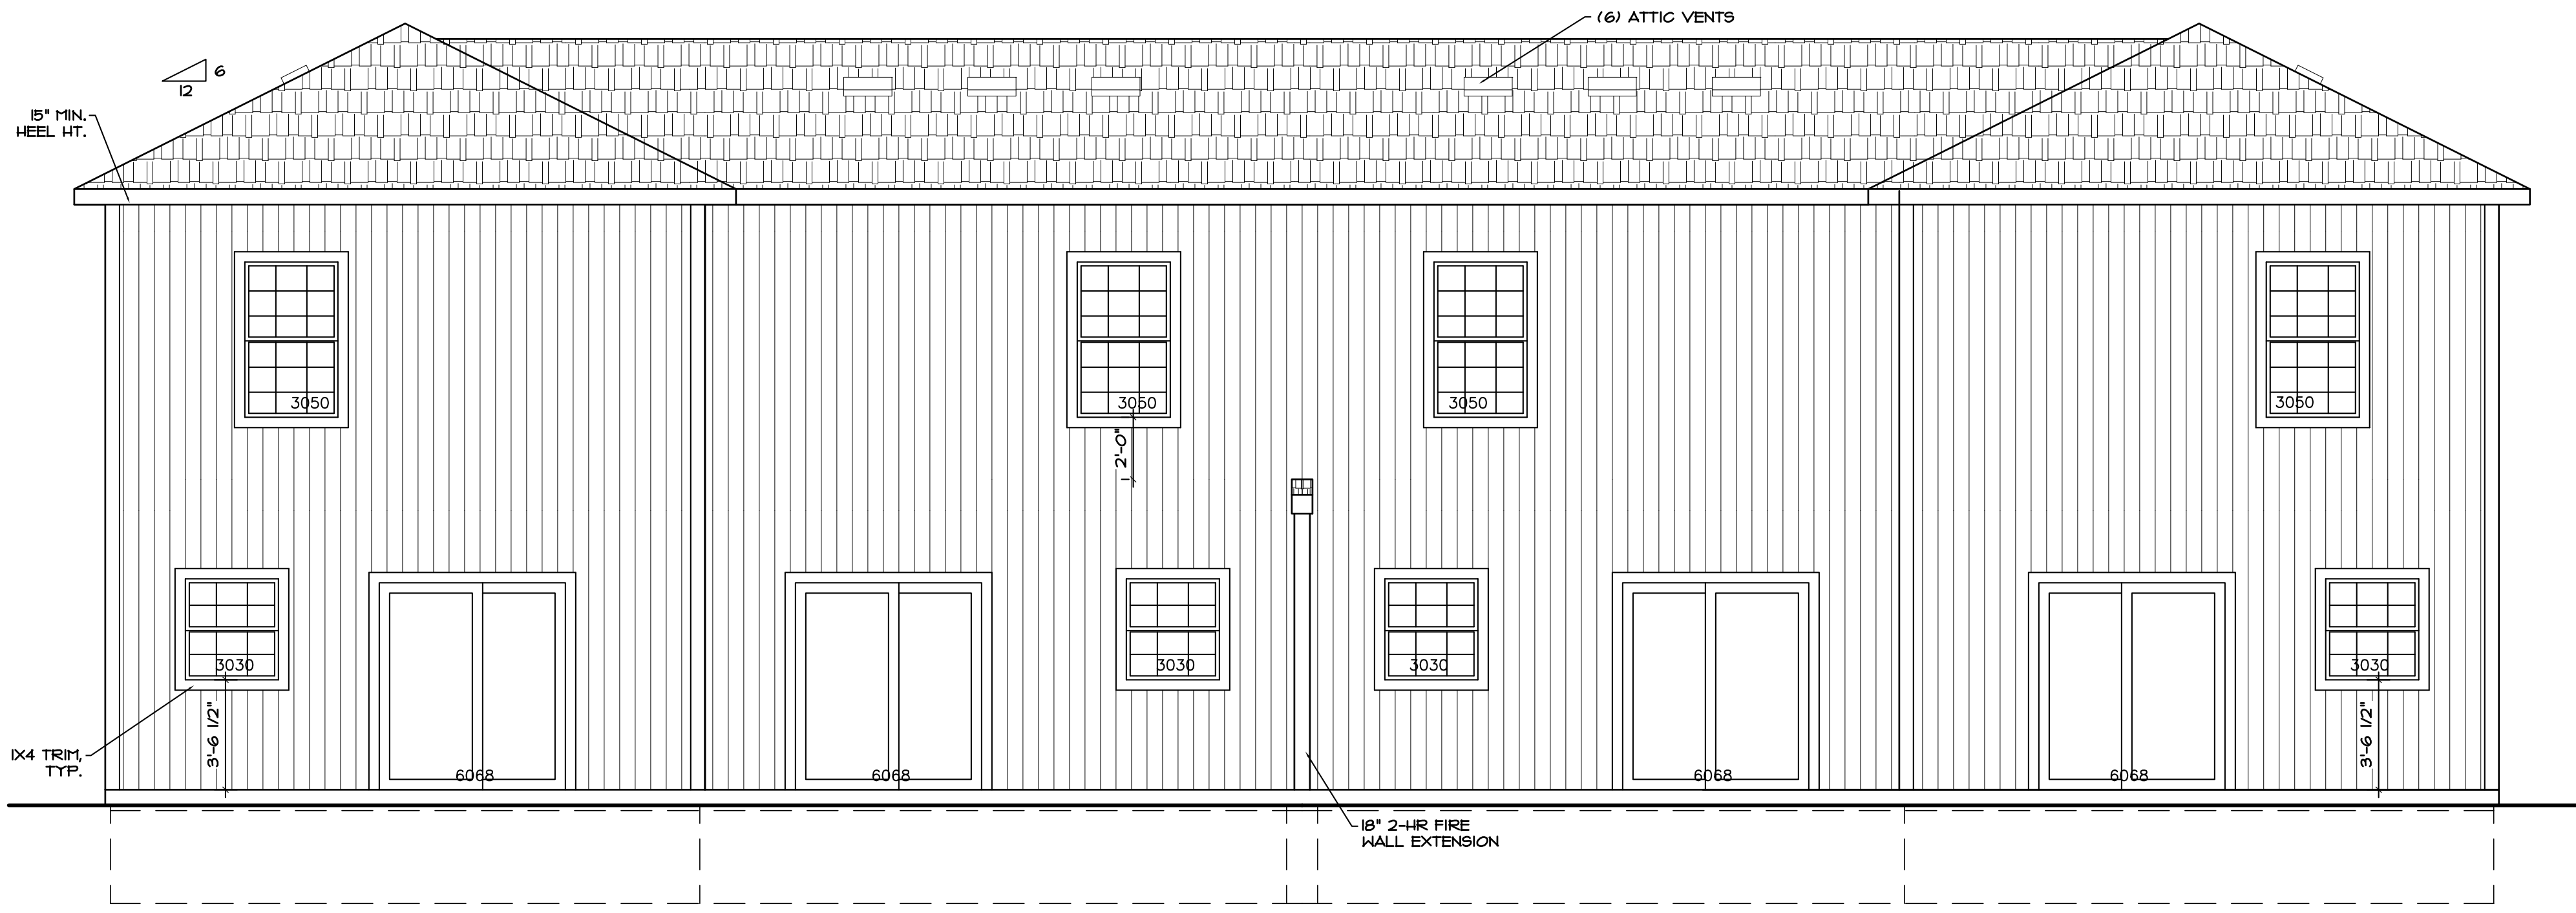 (6) ATTIC VENTS
6
12
15" MIN.
HEEL HT.
3050
3050
3050
3050
2'-0"
3030
3030
3030
3030
3'-6 1/2"
3'-6 1/2"
1X4 TRIM,
TYP.
6068
6068
6068
6068
18" 2-HR FIRE
WALL EXTENSION